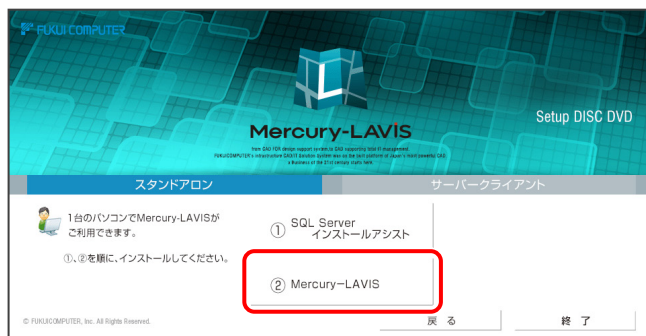 FUKUI COMPUTER
Mercury-LAVIS
Setup DISC DVD
スタンドアロン
サーバークライアント
1台のパソコンでMercury-LAVISが
ご利用できます。
①、②を順に、インストールしてください。
① SQL Server
インストールアシスト
② Mercury-LAVIS
© FUKUICOMPUTER, Inc. All Rights Reserved.
戻 る
終 了